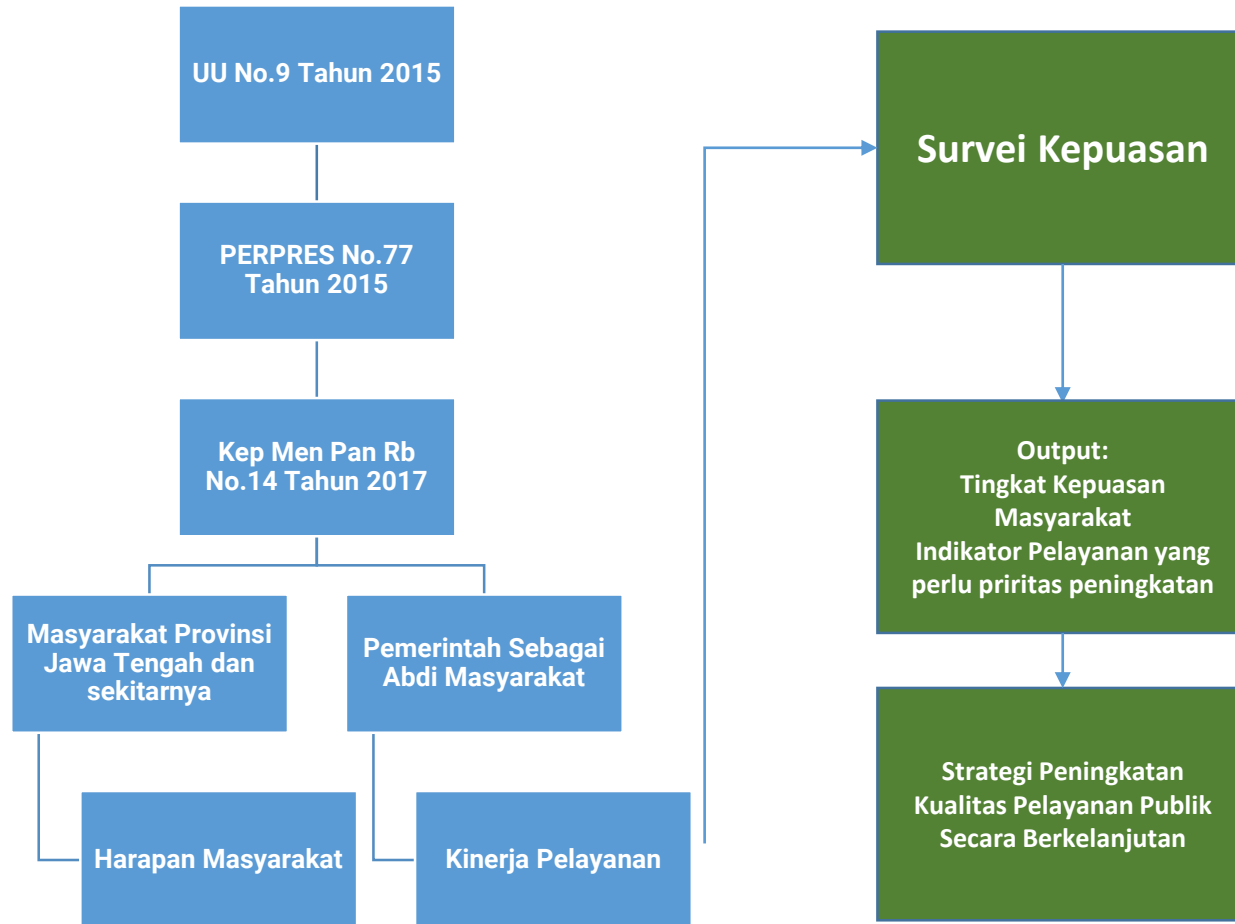 UU No.9 Tahun 2015
PERPRES No.77
Tahun 2015
Kep Men Pan Rb
No.14 Tahun 2017
Masyarakat Provinsi
Jawa Tengah dan
sekitarnya
Pemerintah Sebagai
Abdi Masyarakat
Harapan Masyarakat
Kinerja Pelayanan
Survei Kepuasan
Output:
Tingkat Kepuasan
Masyarakat
Indikator Pelayanan yang
perlu priritas peningkatan
Strategi Peningkatan
Kualitas Pelayanan Publik
Secara Berkelanjutan